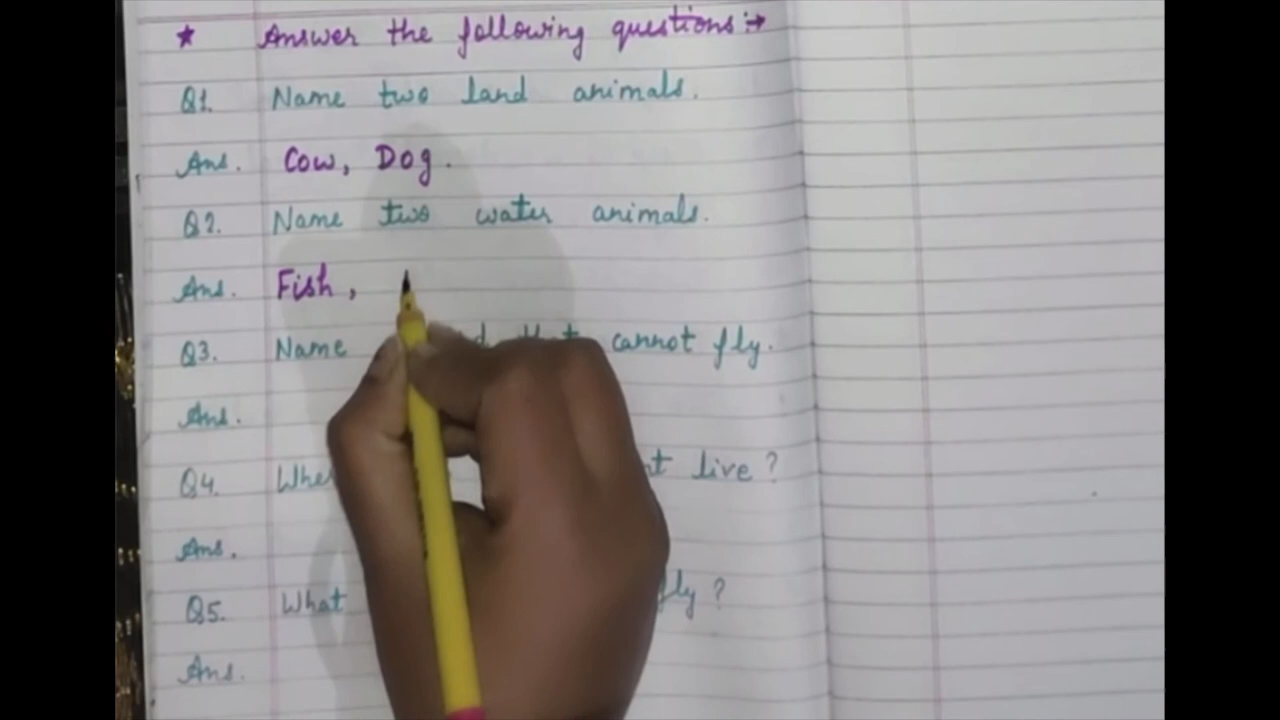 ★ Answer the following questions :→
Q1. Name two land animals.
Ans. Cow, Dog.
Q2. Name two water animals.
Ans. Fish,
Q3. Name cannot fly.
Ans.
Q4. live?
Ans.
Q5. What fly?
Ans.